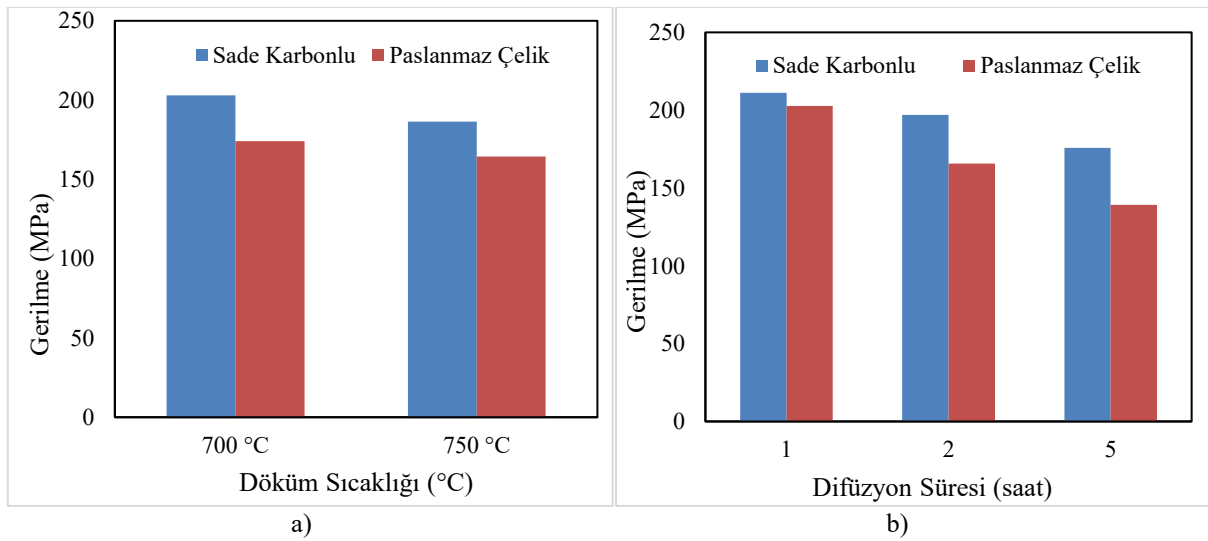 250
200
150
100
50
0
Gerilme (MPa)
Sade Karbonlu Paslanmaz Çelik
700 °C 750 °C
Döküm Sıcaklığı (°C)
a)
250
200
150
100
50
0
Gerilme (MPa)
Sade Karbonlu Paslanmaz Çelik
1 2 5
Difüzyon Süresi (saat)
b)